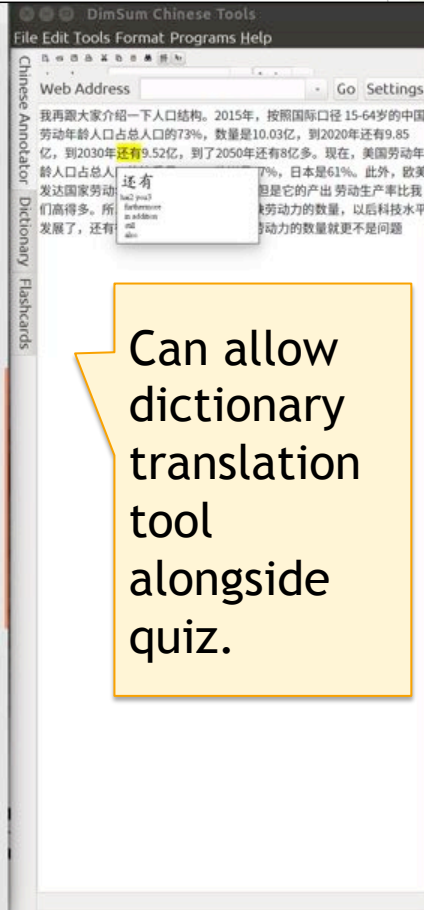 DimSum Chinese Tools
File Edit Tools Format Programs Help
Chinese Annotator
Dictionary
Flashcards
Web Address
Go Settings
我再跟大家介绍一下人口结构。2015年，按照国际口径 15-64岁的中国
劳动年龄人口占总人口的73%，数量是10.03亿，到2020年还有9.85
亿，到2030年还有9.52亿，到了2050年还有8亿多。现在，美国劳动年
龄人口占总人 7%，日本是61%。此外，欧美
发达国家劳动 但是它的产出 劳动生产率比我
们高得多。所 劳动力的数量，以后科技水平
发展了，还有 劳动力的数量就更不是问题
还有
hai2 you3
furthermore
in addition
still
also
Can allow
dictionary
translation
tool
alongside
quiz.